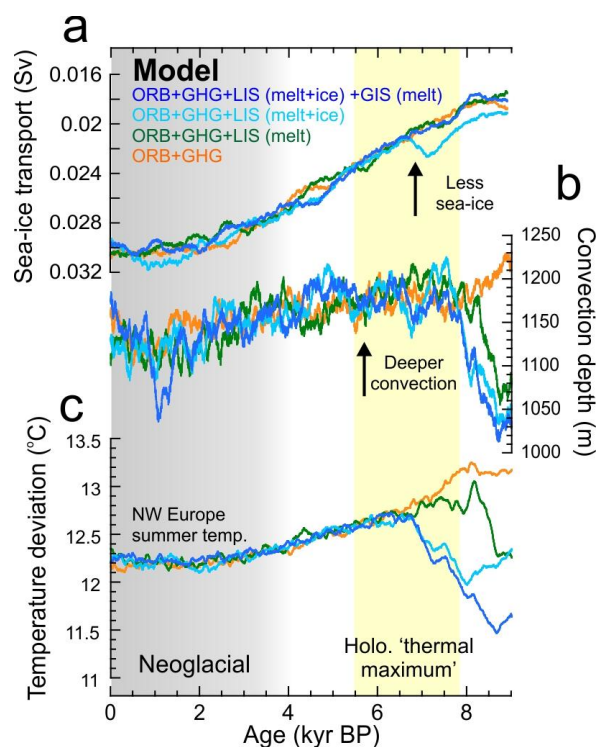 a
Model
ORB+GHG+LIS (melt+ice) +GIS (melt)
ORB+GHG+LIS (melt+ice)
ORB+GHG+LIS (melt)
ORB+GHG
Sea-ice transport (Sv)
0.016
0.02
0.024
0.028
0.032
Less
sea-ice
b
Convection depth (m)
1250
1200
1150
1100
1050
1000
Deeper
convection
c
Temperature deviation (°C)
13.5
13
12.5
12
11.5
11
NW Europe
summer temp.
Neoglacial
Holo. ‘thermal
maximum’
0 2 4 6 8
Age (kyr BP)